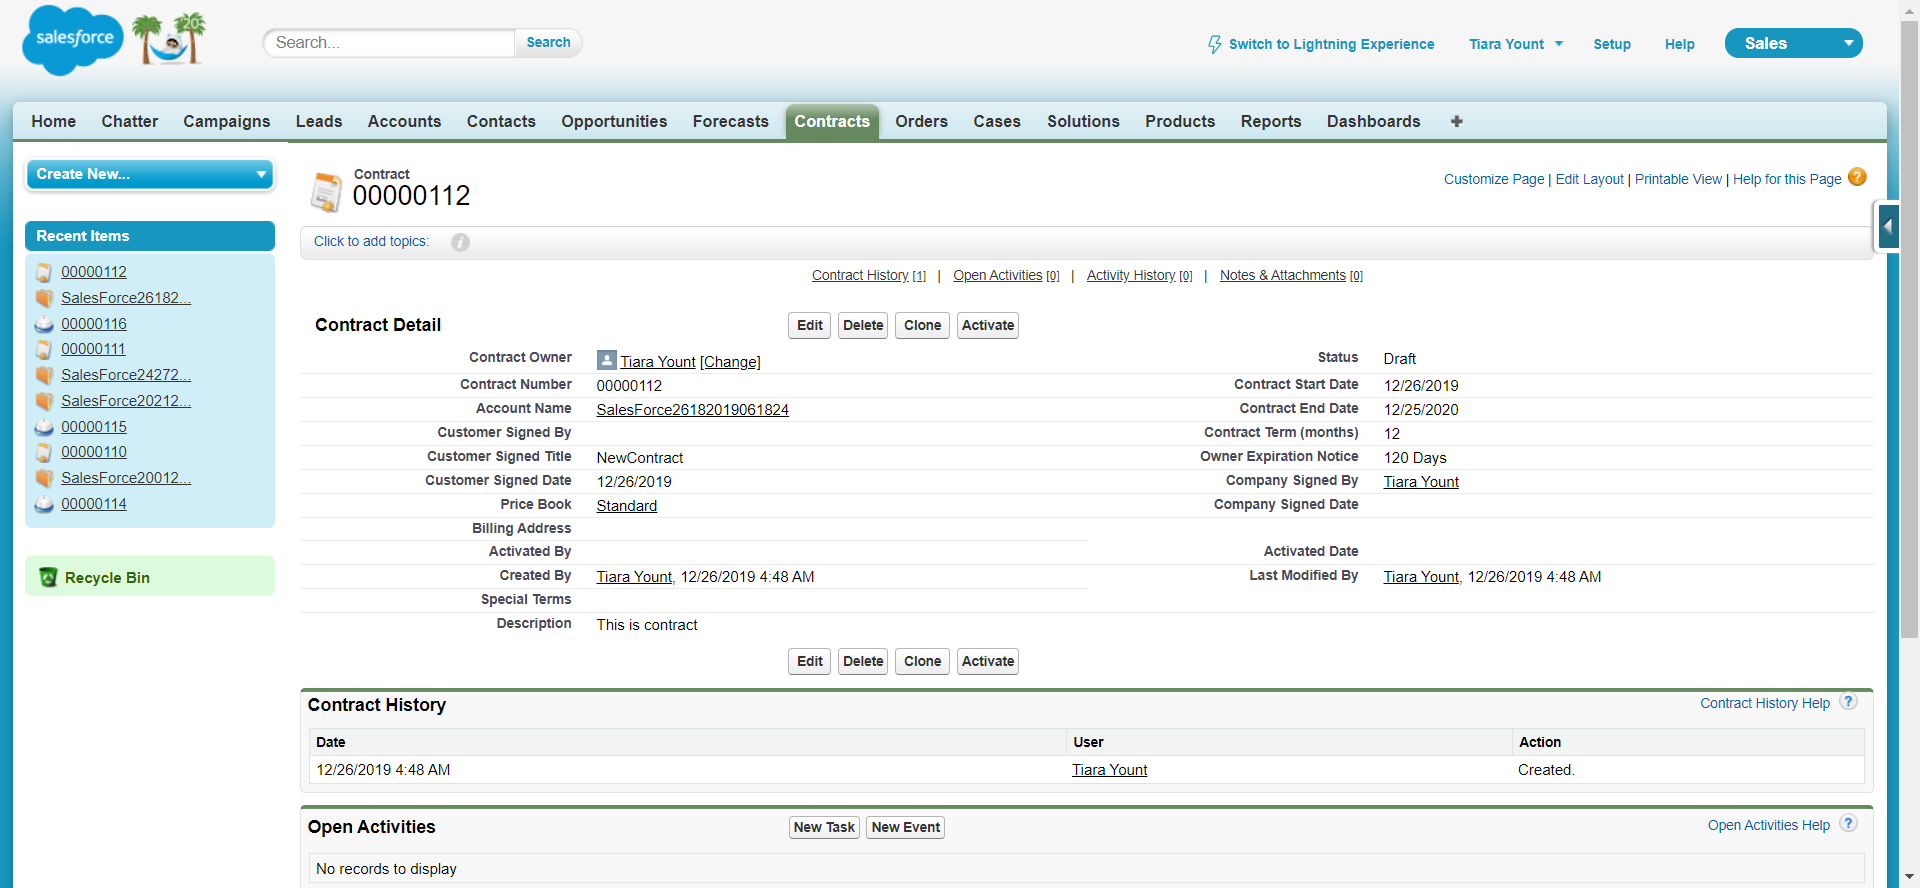 salesforce
20
Search...
Search
Switch to Lightning Experience
Tiara Yount
Setup
Help
Sales
Home
Chatter
Campaigns
Leads
Accounts
Contacts
Opportunities
Forecasts
Contracts
Orders
Cases
Solutions
Products
Reports
Dashboards
+
Create New...
Recent Items
00000112
SalesForce26182...
00000116
00000111
SalesForce24272...
SalesForce20212...
00000115
00000110
SalesForce20012...
00000114
Recycle Bin
Contract
00000112
Customize Page | Edit Layout | Printable View | Help for this Page ?
Click to add topics: i
Contract History [1] | Open Activities [0] | Activity History [0] | Notes & Attachments [0]
Contract Detail
Edit Delete Clone Activate
Contract Owner Tiara Yount [Change] Status Draft
Contract Number 00000112 Contract Start Date 12/26/2019
Account Name SalesForce26182019061824 Contract End Date 12/25/2020
Customer Signed By Contract Term (months) 12
Customer Signed Title NewContract Owner Expiration Notice 120 Days
Customer Signed Date 12/26/2019 Company Signed By Tiara Yount
Price Book Standard Company Signed Date
Billing Address
Activated By Activated Date
Created By Tiara Yount, 12/26/2019 4:48 AM Last Modified By Tiara Yount, 12/26/2019 4:48 AM
Special Terms
Description This is contract
Edit Delete Clone Activate
Contract History Contract History Help ?
Date User Action
12/26/2019 4:48 AM Tiara Yount Created.
Open Activities New Task New Event Open Activities Help ?
No records to display